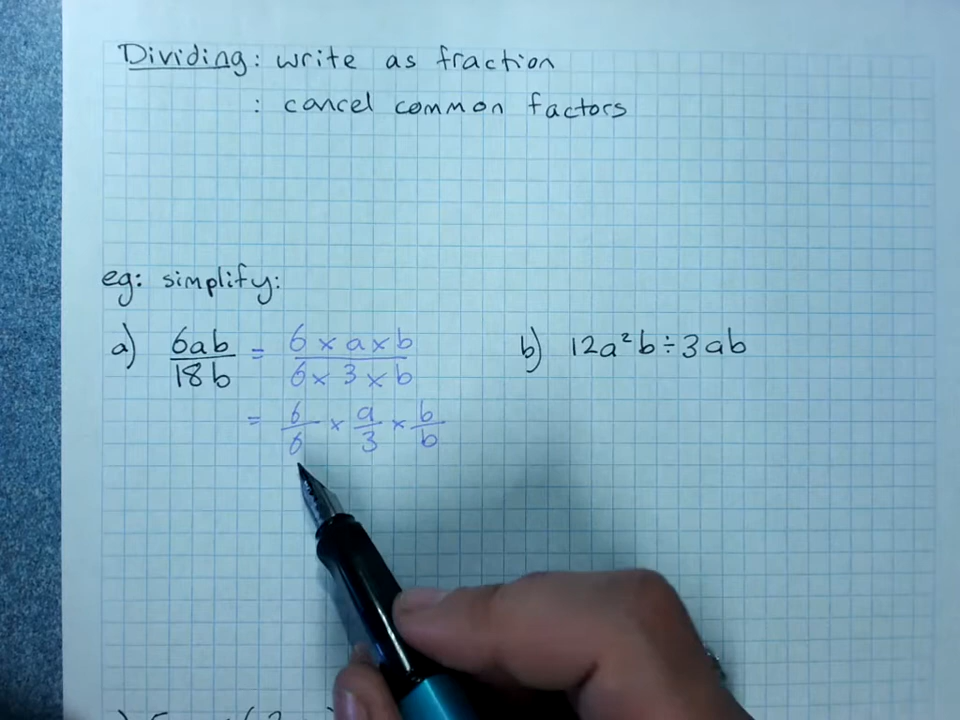 Dividing: write as fraction
: cancel common factors
eg: simplify:
a) 6ab/18b = 6 × a × b/6 × 3 × b
= 6/6 × a/3 × b/b
b) 12a²b ÷ 3ab